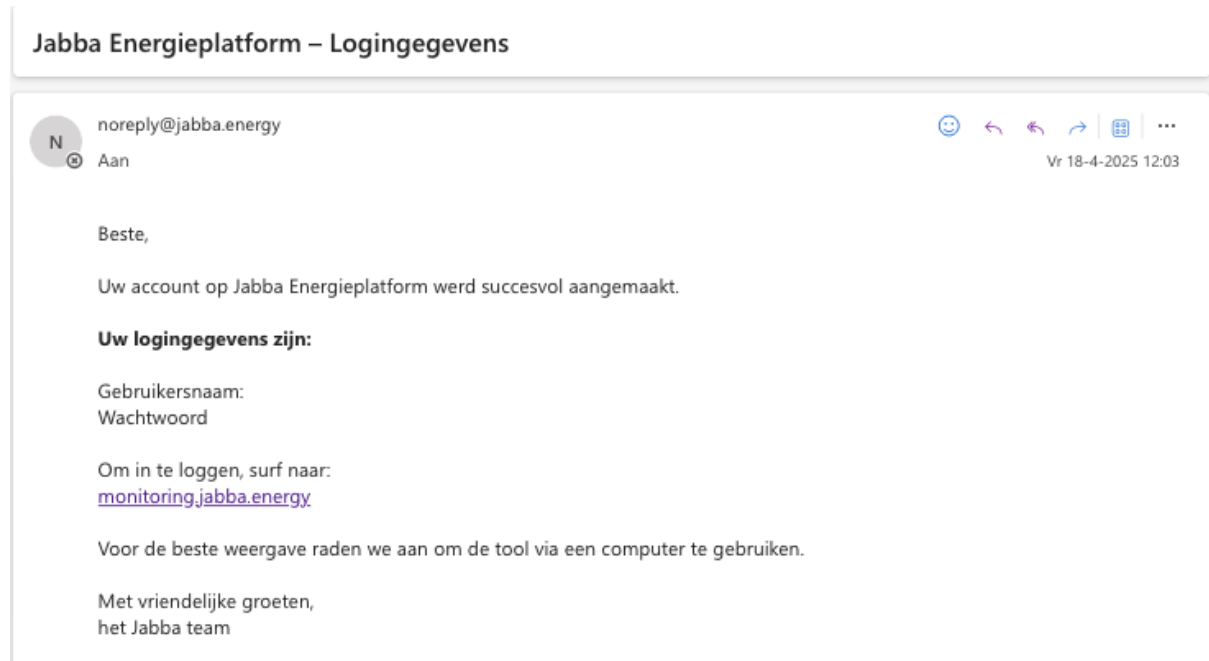 Jabba Energieplatform – Logingegevens
noreply@jabba.energy
N
Aan
Vr 18-4-2025 12:03
Beste,
Uw account op Jabba Energieplatform werd succesvol aangemaakt.
Uw logingegevens zijn:
Gebruikersnaam:
Wachtwoord
Om in te loggen, surf naar:
monitoring.jabba.energy
Voor de beste weergave raden we aan om de tool via een computer te gebruiken.
Met vriendelijke groeten,
het Jabba team